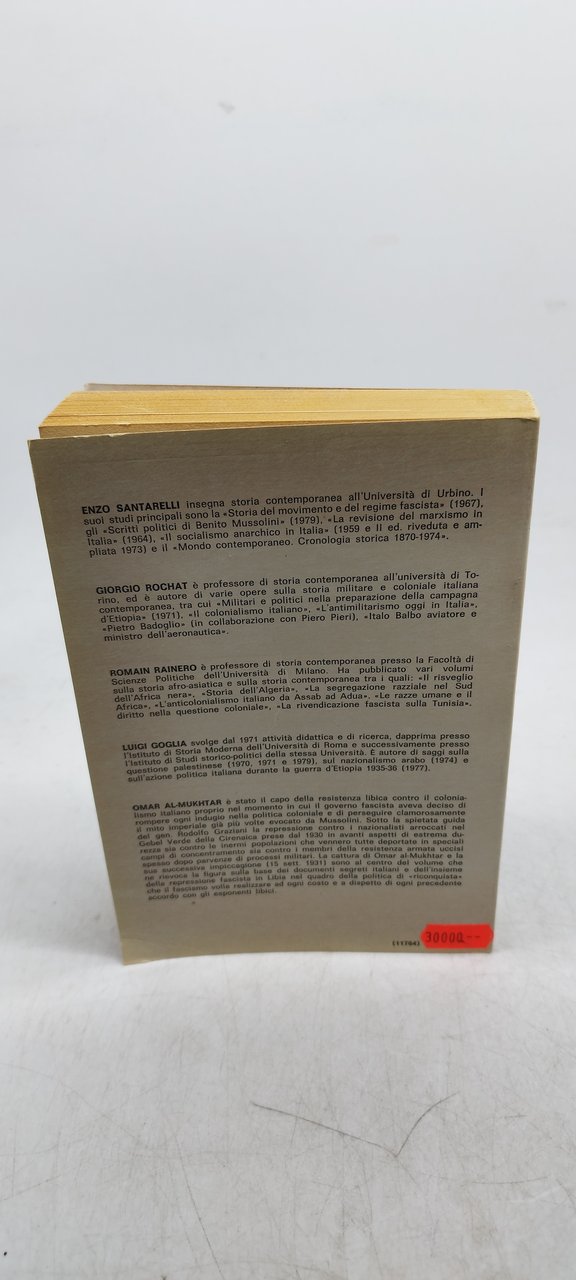 ENZO SANTARELLI insegna storia contemporanea all'Università di Urbino. I
suoi studi principali sono la «Storia del movimento e del regime fascista» (1967),
gli «Scritti politici di Benito Mussolini» (1979), «La revisione del marxismo in
Italia» (1964), «Il socialismo anarchico in Italia» (1959 e II ed. riveduta e am-
pliata 1973) e il «Mondo contemporaneo. Cronologia storica 1870-1974».
GIORGIO ROCHAT è professore di storia contemporanea all'università di To-
rino, ed è autore di varie opere sulla storia militare e coloniale italiana
contemporanea, tra cui «Militari e politici nella preparazione della campagna
d'Etiopia» (1971), «Il colonialismo italiano», «L'antimilitarismo oggi in Italia»,
«Pietro Badoglio» (in collaborazione con Piero Pieri), «Italo Balbo aviatore e
ministro dell'aeronautica».
ROMAIN RAINERO è professore di storia contemporanea presso la Facoltà di
Scienze Politiche dell'Università di Milano. Ha pubblicato vari volumi
sulla storia afro-asiatica e sulla storia contemporanea tra i quali: «Il risveglio
dell'Africa nera», «Storia dell'Algeria», «La segregazione razziale nel Sud
Africa», «L'anticolonialismo italiano da Assab ad Adua». «Le razze umane e il
diritto nella questione coloniale», «La rivendicazione fascista sulla Tunisia».
LUIGI GOGLIA svolge dal 1971 attività didattica e di ricerca, dapprima presso
l'Istituto di Storia Moderna dell'Università di Roma e successivamente presso
l'Istituto di Studi storico-politici della stessa Università. È autore di saggi sulla
questione palestinese (1970, 1971 e 1979), sul nazionalismo arabo (1974) e
sull'azione politica italiana durante la guerra d'Etiopia 1935-36 (1977).
OMAR AL-MUKHTAR è stato il capo della resistenza libica contro il colonia-
lismo italiano proprio nel momento in cui il governo fascista aveva deciso di
rompere ogni indugio nella politica coloniale e di perseguire clamorosamente
il mito imperiale già più volte evocato da Mussolini. Sotto la spietata guida
del gen. Rodolfo Graziani la repressione contro i nazionalisti arroccati nel
Gebel Verde della Cirenaica prese dal 1930 in avanti aspetti di estrema du-
rezza sia contro le inermi popolazioni che vennero tutte deportate in speciali
campi di concentramento sia contro i membri della resistenza armata uccisi
spesso dopo parvenze di processi militari. La cattura di Omar al-Mukhtar e la
sua successiva impiccagione (15 sett. 1931) sono al centro del volume che
ne rievoca la figura sulla base dei documenti segreti italiani e dell'insieme
della repressione fascista in Libia nel quadro della politica di «riconquista»
che il fascismo volle realizzare ad ogni costo e a dispetto di ogni precedente
accordo con gli esponenti libici.
(11704) 30000.--